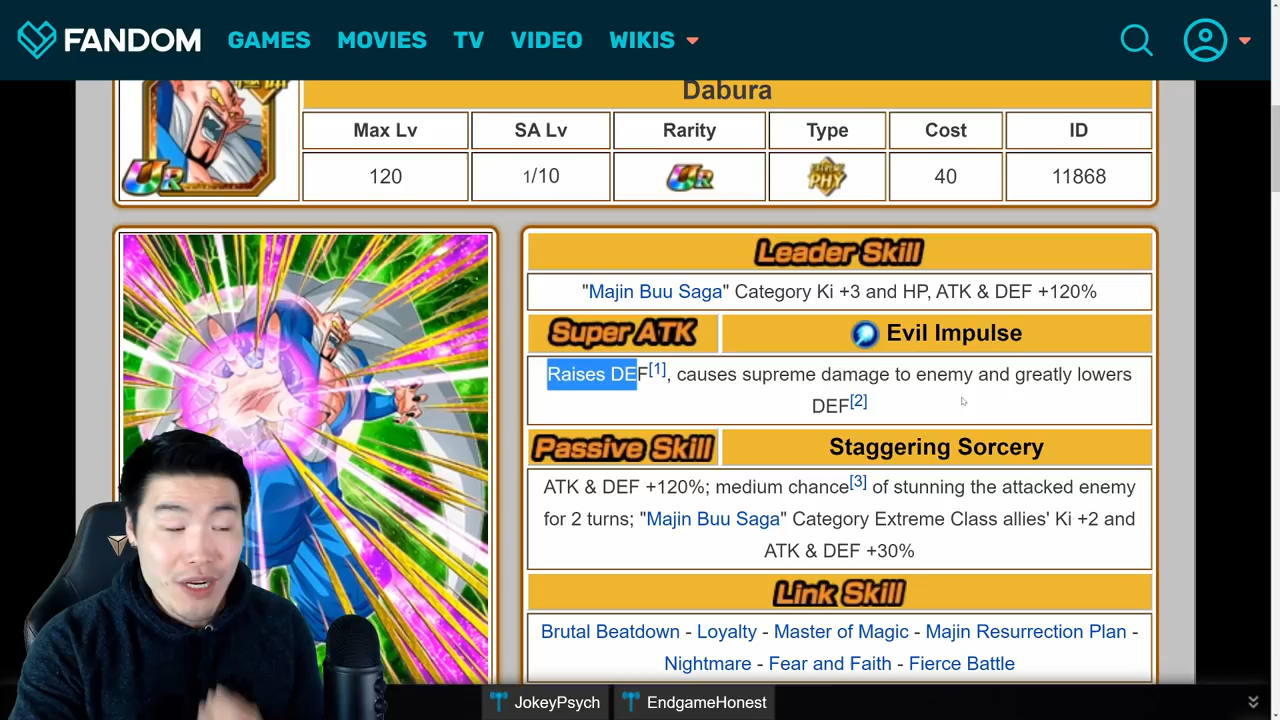 FANDOM GAMES MOVIES TV VIDEO WIKIS
Dabura
Max Lv SA Lv Rarity Type Cost ID
120 1/10 UR EXTREME PHY 40 11868
UR
Leader Skill
"Majin Buu Saga" Category Ki +3 and HP, ATK & DEF +120%
Super ATK Evil Impulse
Raises DEF[1], causes supreme damage to enemy and greatly lowers
DEF[2]
Passive Skill Staggering Sorcery
ATK & DEF +120%; medium chance[3] of stunning the attacked enemy
for 2 turns; "Majin Buu Saga" Category Extreme Class allies' Ki +2 and
ATK & DEF +30%
Link Skill
Brutal Beatdown - Loyalty - Master of Magic - Majin Resurrection Plan -
Nightmare - Fear and Faith - Fierce Battle
JokeyPsych EndgameHonest